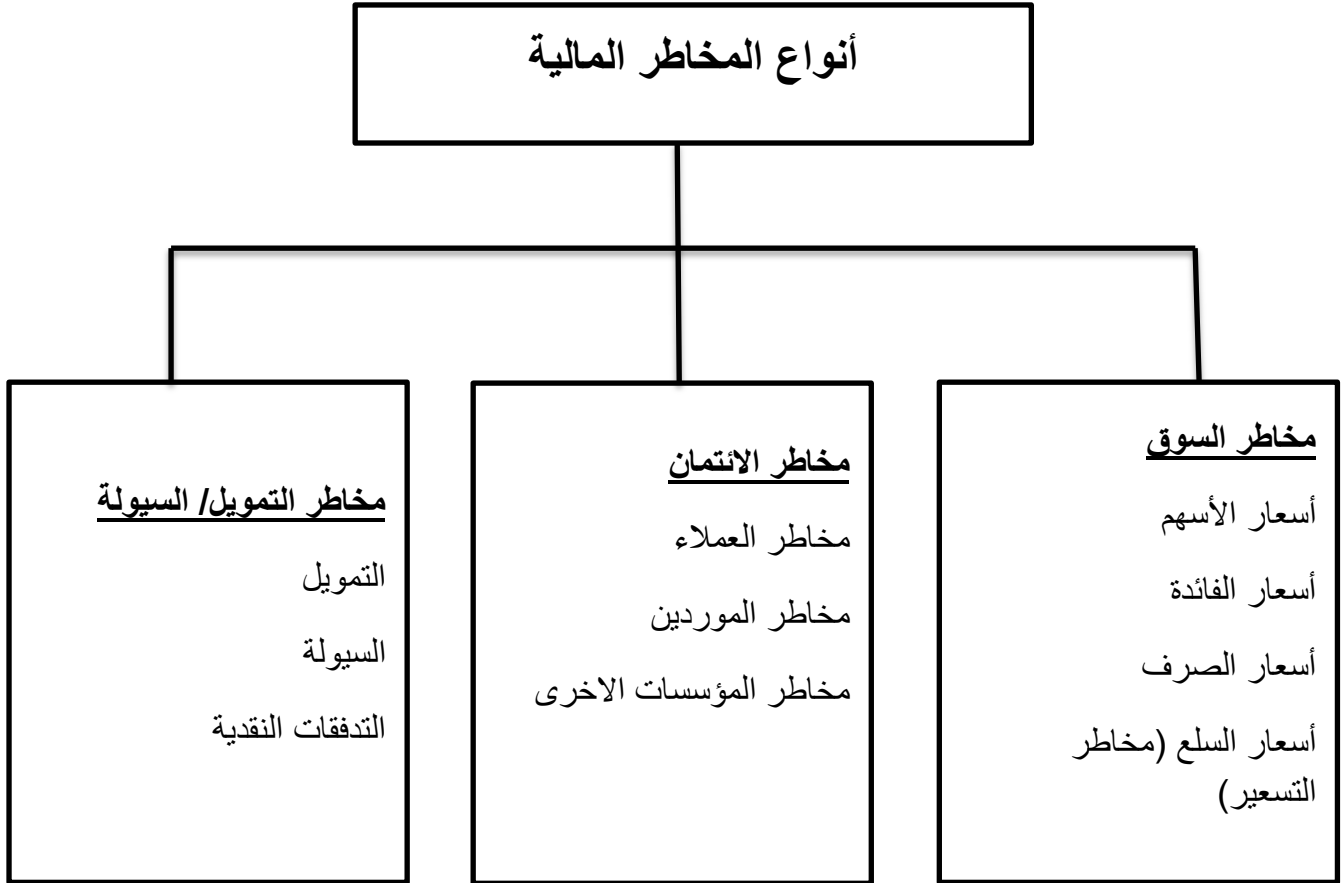 أنواع المخاطر المالية
مخاطر السوق
أسعار الأسهم
أسعار الفائدة
أسعار الصرف
أسعار السلع (مخاطر
التسعير)
مخاطر الائتمان
مخاطر العملاء
مخاطر الموردين
مخاطر المؤسسات الاخرى
مخاطر التمويل/ السيولة
التمويل
السيولة
التدفقات النقدية